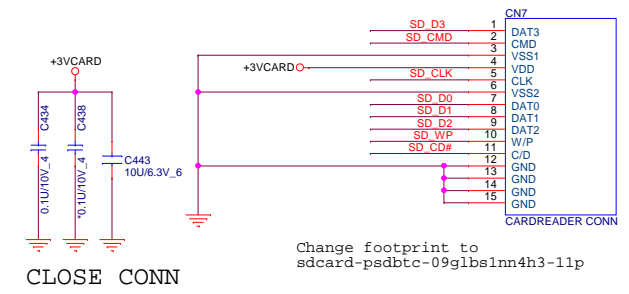 CN7
SD_D3 1 DAT3
SD_CMD 2 CMD
3 VSS1
+3VCARD 4 VDD
SD_CLK 5 CLK
6 VSS2
SD_D0 7 DAT0
SD_D1 8 DAT1
SD_D2 9 DAT2
SD_WP 10 W/P
SD_CD# 11 C/D
12 GND
13 GND
14 GND
15 GND
CARDREADER CONN
+3VCARD
C434
0.1U/10V_4
C438
*0.1U/10V_4
C443
10U/6.3V_6
CLOSE CONN
Change footprint to
sdcard-psdbtc-09glbs1nn4h3-11p